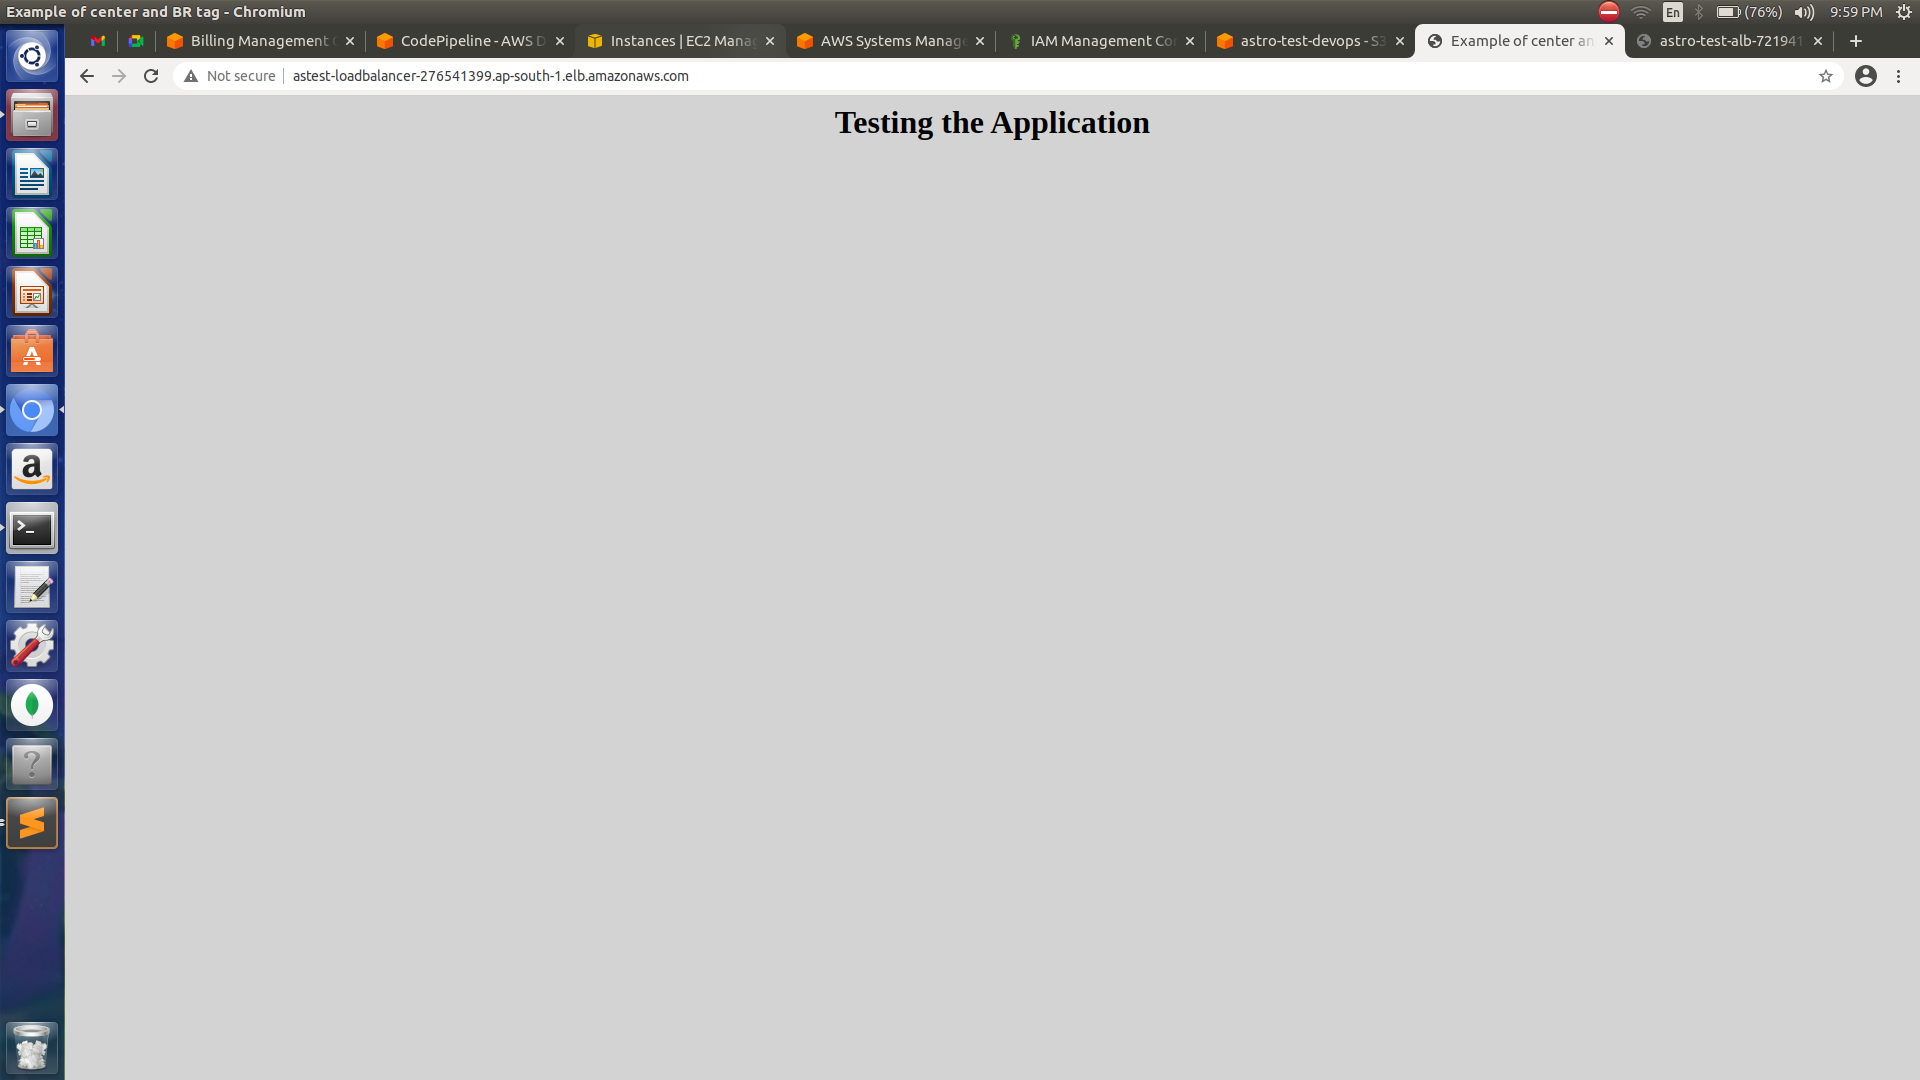 Example of center and BR tag - Chromium
En
(76%)
9:59 PM
Billing Management
CodePipeline - AWS D
Instances | EC2 Mana
AWS Systems Manage
IAM Management Co
astro-test-devops - S3
Example of center an
astro-test-alb-721941
Not secure
astest-loadbalancer-276541399.ap-south-1.elb.amazonaws.com
Testing the Application